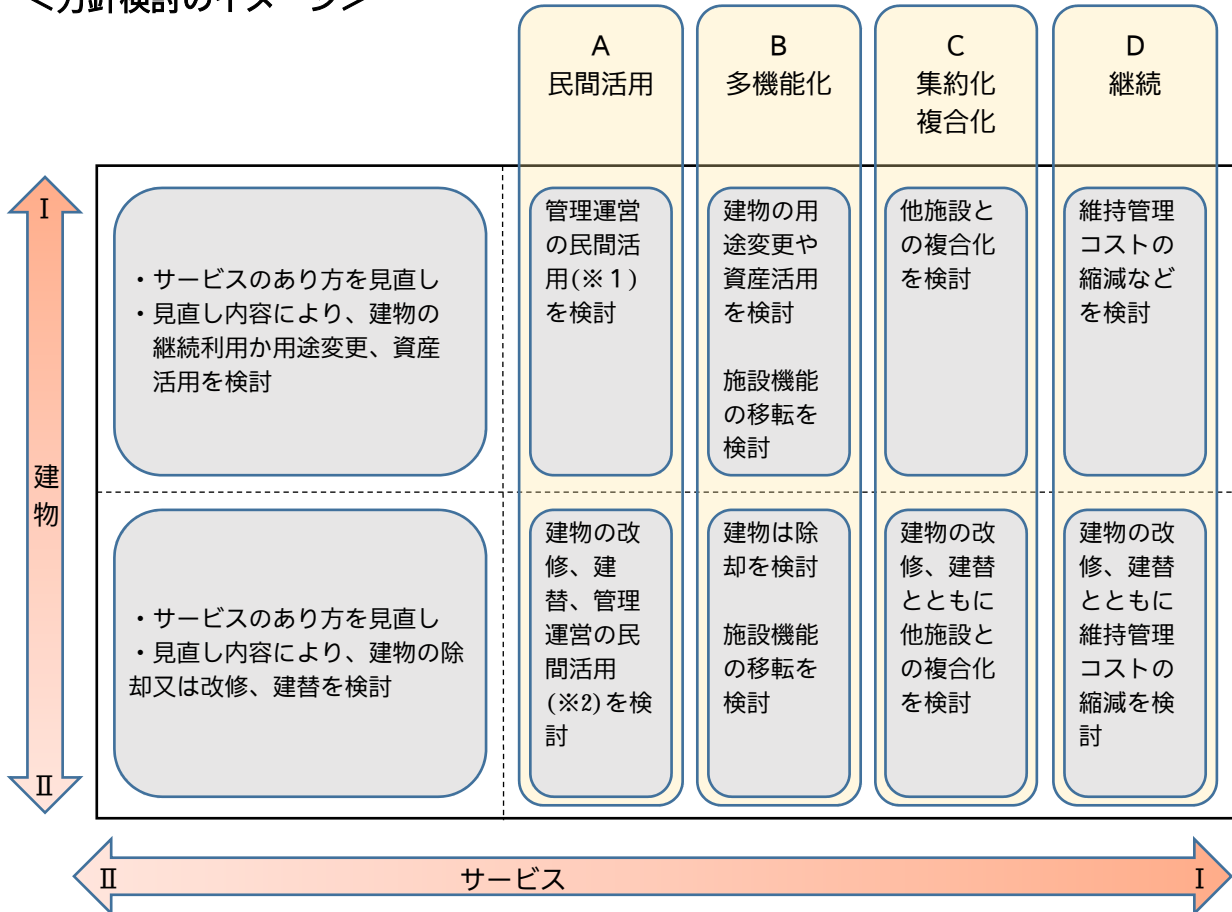 <方針検討のイメージ>
A
民間活用
B
多機能化
C
集約化
複合化
D
継続
Ⅰ
建
物
Ⅱ
・サービスのあり方を見直し
・見直し内容により、建物の
継続利用か用途変更、資産
活用を検討
管理運営
の民間活
用(※1)
を検討
建物の用
途変更や
資産活用
を検討
施設機能
の移転を
検討
他施設と
の複合化
を検討
維持管理
コストの
縮減など
を検討
・サービスのあり方を見直し
・見直し内容により、建物の除
却又は改修、建替を検討
建物の改
修、建
替、管理
運営の民
間活用
(※2)を検
討
建物は除
却を検討
施設機能
の移転を
検討
建物の改
修、建替
とともに
他施設と
の複合化
を検討
建物の改
修、建替
とともに
維持管理
コストの
縮減を検
討
Ⅱ
サービス
Ⅰ